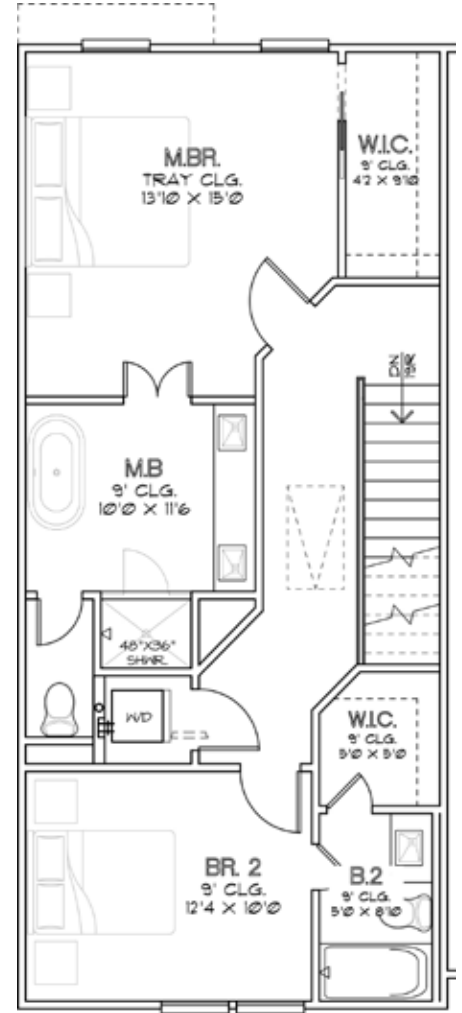 M.BR.
TRAY CLG.
13'10 X 15'0
W.I.C.
9' CLG.
4'2 X 9'10
DN
19R
M.B
9' CLG.
10'0 X 11'6
48"X36"
SHWR.
W/D
W.I.C.
9' CLG.
5'0 X 5'0
BR. 2
9' CLG.
12'4 X 10'0
B.2
9' CLG.
5'0 X 8'10